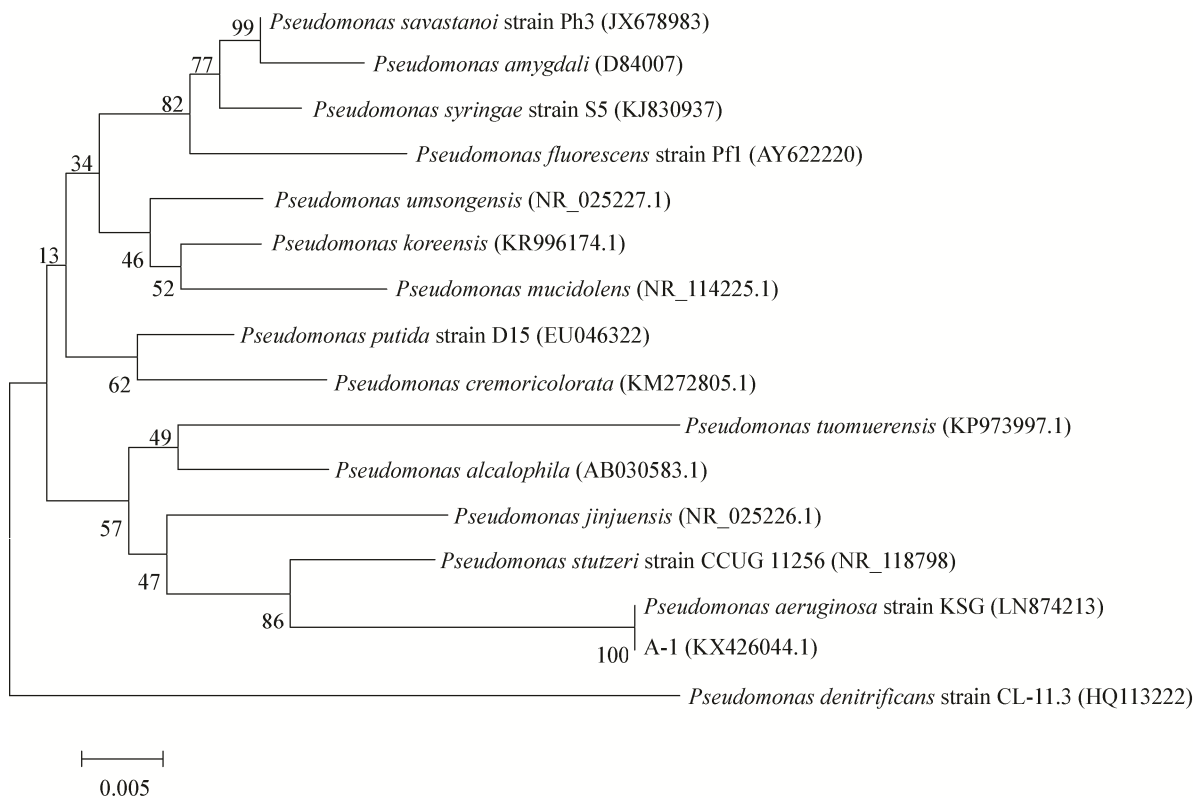 99 Pseudomonas savastanoi strain Ph3 (JX678983)
77 Pseudomonas amygdali (D84007)
82 Pseudomonas syringae strain S5 (KJ830937)
34 Pseudomonas fluorescens strain Pf1 (AY622220)
Pseudomonas umsongensis (NR_025227.1)
13 46 Pseudomonas koreensis (KR996174.1)
52 Pseudomonas mucidolens (NR_114225.1)
Pseudomonas putida strain D15 (EU046322)
62 Pseudomonas cremoricolorata (KM272805.1)
49 Pseudomonas tuomuerensis (KP973997.1)
Pseudomonas alcalophila (AB030583.1)
57 Pseudomonas jinjuensis (NR_025226.1)
47 Pseudomonas stutzeri strain CCUG 11256 (NR_118798)
86 Pseudomonas aeruginosa strain KSG (LN874213)
100 A-1 (KX426044.1)
Pseudomonas denitrificans strain CL-11.3 (HQ113222)
0.005